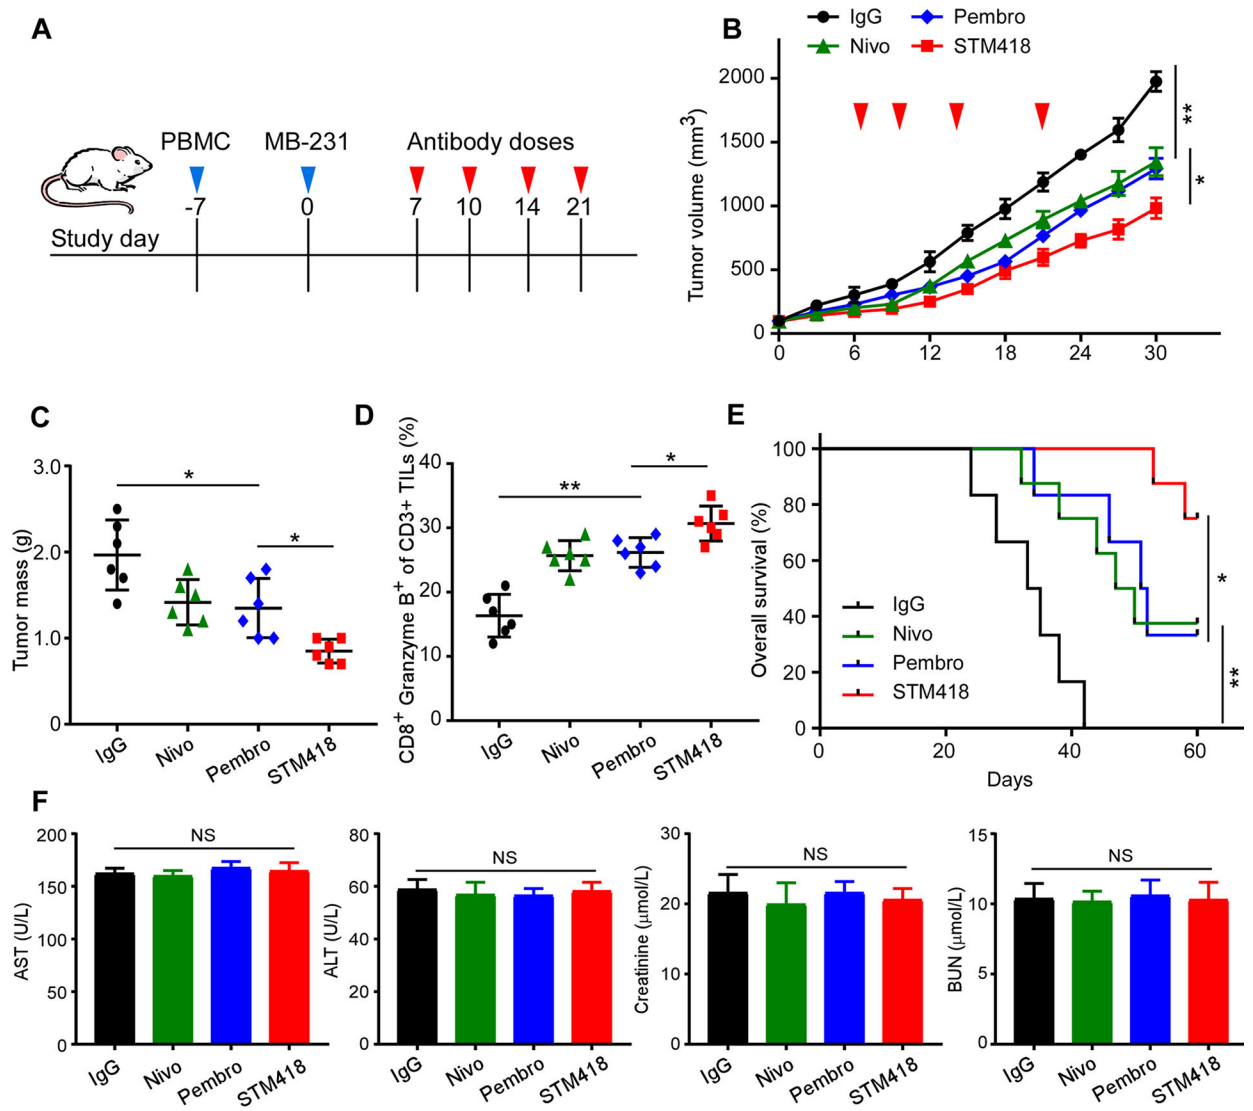 A
PBMC MB-231 Antibody doses
-7 0 7 10 14 21
Study day
B
IgG Pembro
Nivo STM418
Tumor volume (mm3)
2000
1500
1000
500
0
0 6 12 18 24 30
**
*
C
Tumor mass (g)
3.0
2.0
1.0
0
*
*
IgG Nivo Pembro STM418
D
CD8+ Granzyme B+ of CD3+ TILs (%)
40
30
20
10
0
**
*
IgG Nivo Pembro STM418
E
Overall survival (%)
100
80
60
40
20
0
IgG
Nivo
Pembro
STM418
*
**
0 20 40 60
Days
F
AST (U/L)
200
150
100
50
0
NS
IgG Nivo Pembro STM418
ALT (U/L)
80
60
40
20
0
NS
IgG Nivo Pembro STM418
Creatinine (μmol/L)
30
20
10
0
NS
IgG Nivo Pembro STM418
BUN (μmol/L)
15
10
5
0
NS
IgG Nivo Pembro STM418